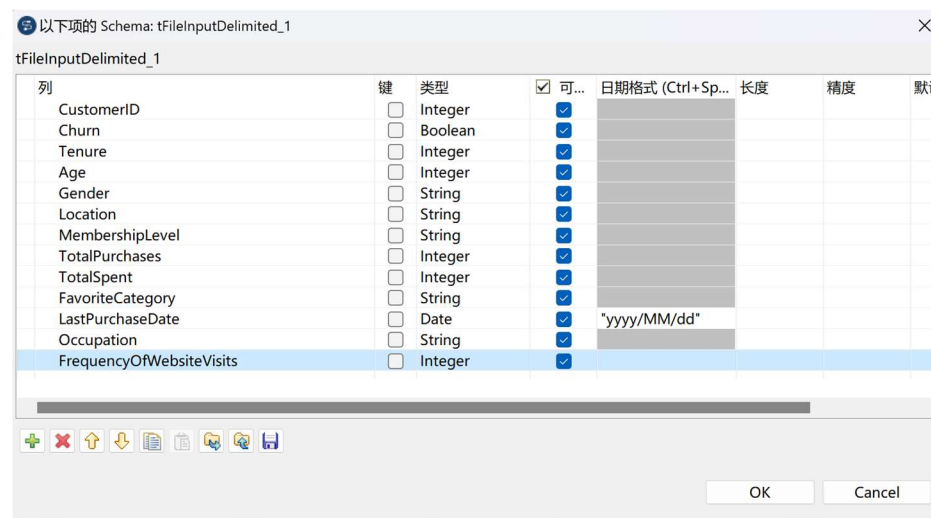 以下项的 Schema: tFileInputDelimited_1
tFileInputDelimited_1
列 键 类型 可... 日期格式 (Ctrl+Sp... 长度 精度 默
CustomerID Integer
Churn Boolean
Tenure Integer
Age Integer
Gender String
Location String
MembershipLevel String
TotalPurchases Integer
TotalSpent Integer
FavoriteCategory String
LastPurchaseDate Date "yyyy/MM/dd"
Occupation String
FrequencyOfWebsiteVisits Integer
OK Cancel